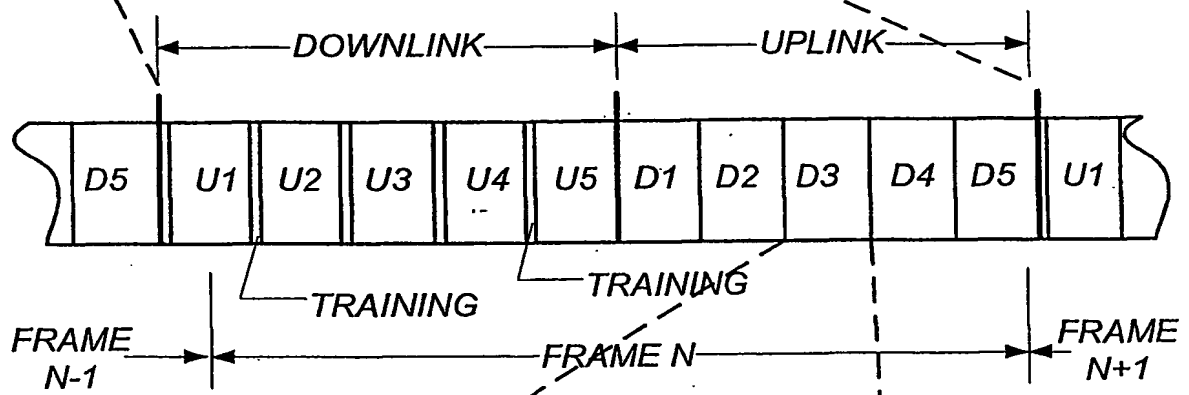 DOWNLINK UPLINK
D5 U1 U2 U3 U4 U5 D1 D2 D3 D4 D5 U1
TRAINING
TRAINING
FRAME N-1
FRAME N
FRAME N+1